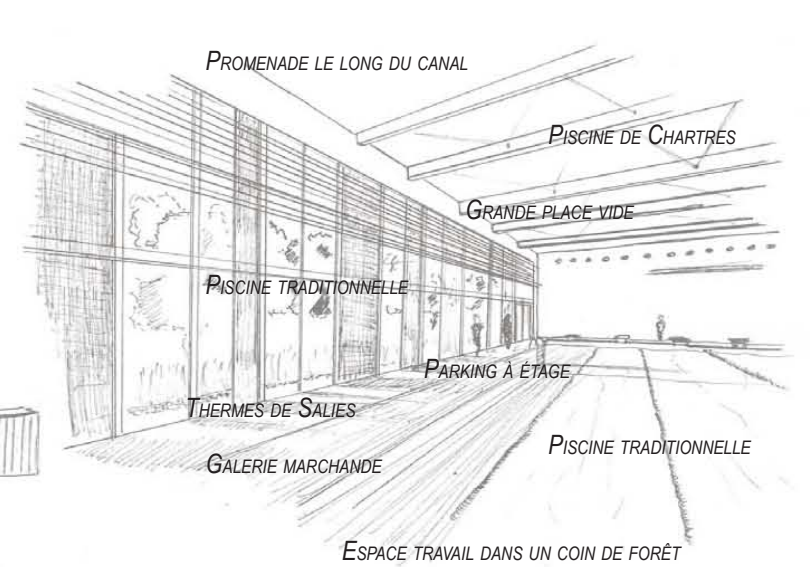 Promenade le long du canal
Piscine de Chartres
Grande place vide
Piscine traditionnelle
Parking à étage
Thermes de Salies
Piscine traditionnelle
Galerie marchande
Espace travail dans un coin de forêt